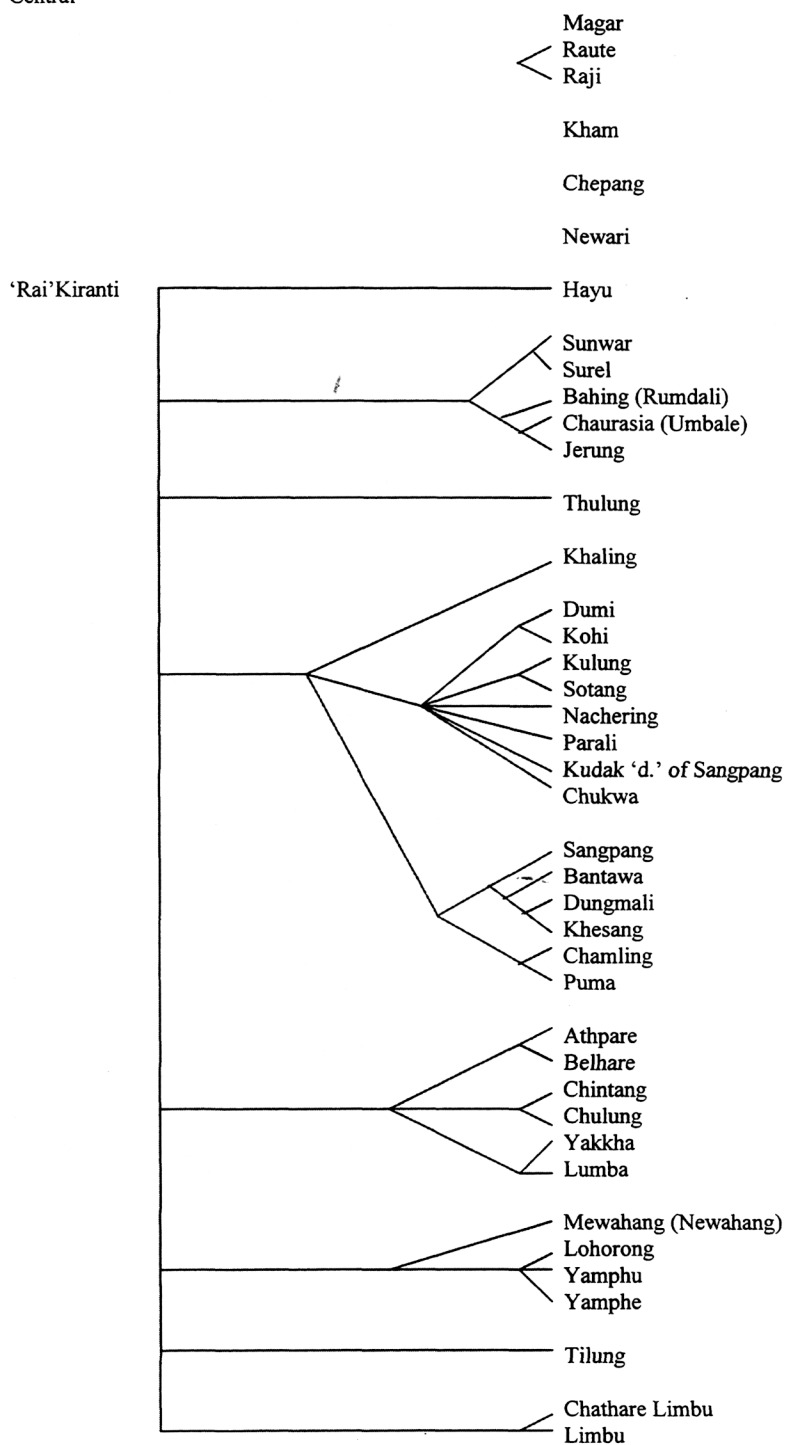 Magar
Raute
Raji
Kham
Chepang
Newari
‘Rai’Kiranti
Hayu
Sunwar
Surel
Bahing (Rumdali)
Chaurasia (Umbale)
Jerung
Thulung
Khaling
Dumi
Kohi
Kulung
Sotang
Nachering
Parali
Kudak ‘d.’ of Sangpang
Chukwa
Sangpang
Bantawa
Dungmali
Khesang
Chamling
Puma
Athpare
Belhare
Chintang
Chulung
Yakkha
Lumba
Mewahang (Newahang)
Lohorong
Yamphu
Yamphe
Tilung
Chathare Limbu
Limbu